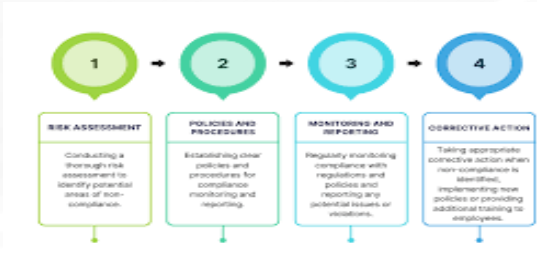 1
2
3
4
RISK ASSESSMENT
Conducting a
thorough risk
assessment to
identify potential
areas of non-
compliance.
POLICIES AND
PROCEDURES
Establishing clear
policies and
procedures for
compliance
monitoring and
reporting.
MONITORING AND
REPORTING
Regularly monitoring
compliance with
regulations and
policies and
reporting any
potential issues or
violations.
CORRECTIVE ACTION
Taking appropriate
corrective action when
non-compliance is
identified,
implementing new
policies or providing
additional training to
employees.